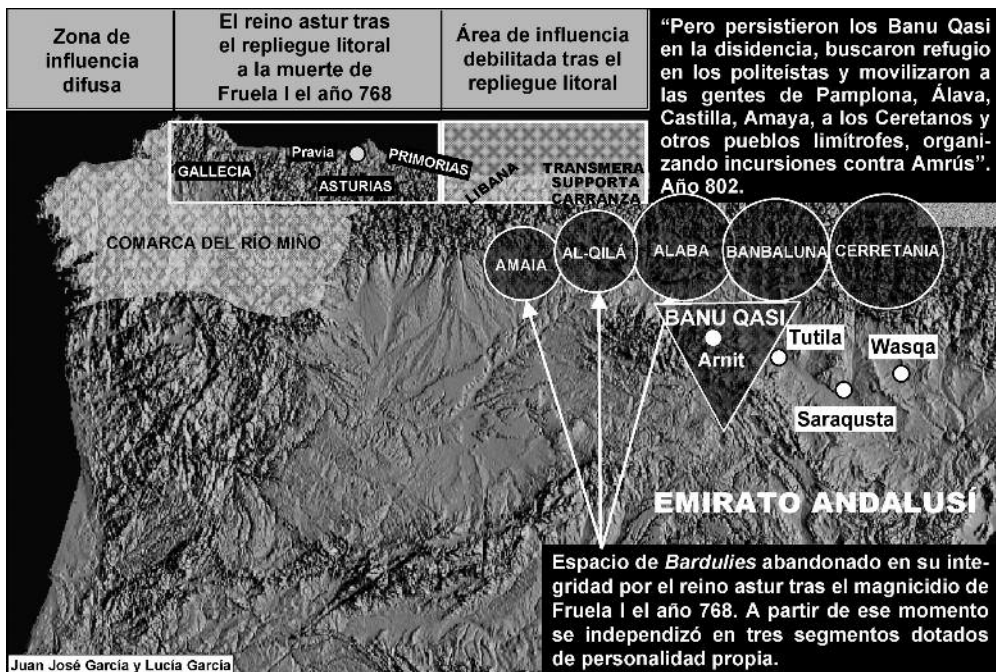 Zona de
influencia
difusa
El reino astur tras
el repliegue litoral
a la muerte de
Fruela I el año 768
Área de influencia
debilitada tras el
repliegue litoral
“Pero persistieron los Banu Qasi
en la disidencia, buscaron refugio
en los politeístas y movilizaron a
las gentes de Pamplona, Álava,
Castilla, Amaya, a los Ceretanos y
otros pueblos limítrofes, organi-
zando incursiones contra Amrús”.
Año 802.
GALLECIA
Pravia
ASTURIAS
PRIMORIAS
LIBANA
TRANSMERA
SUPPORTA
CARRANZA
COMARCA DEL RÍO MIÑO
AMAIA
AL-QILÁ
ALABA
BANBALUNA
CERRETANIA
BANU QASI
Arnit
Tutila
Wasqa
Saraqusta
EMIRATO ANDALUSÍ
Espacio de Bardulies abandonado en su inte-
gridad por el reino astur tras el magnicidio de
Fruela I el año 768. A partir de ese momento
se independizó en tres segmentos dotados
de personalidad propia.
Juan José García y Lucía García